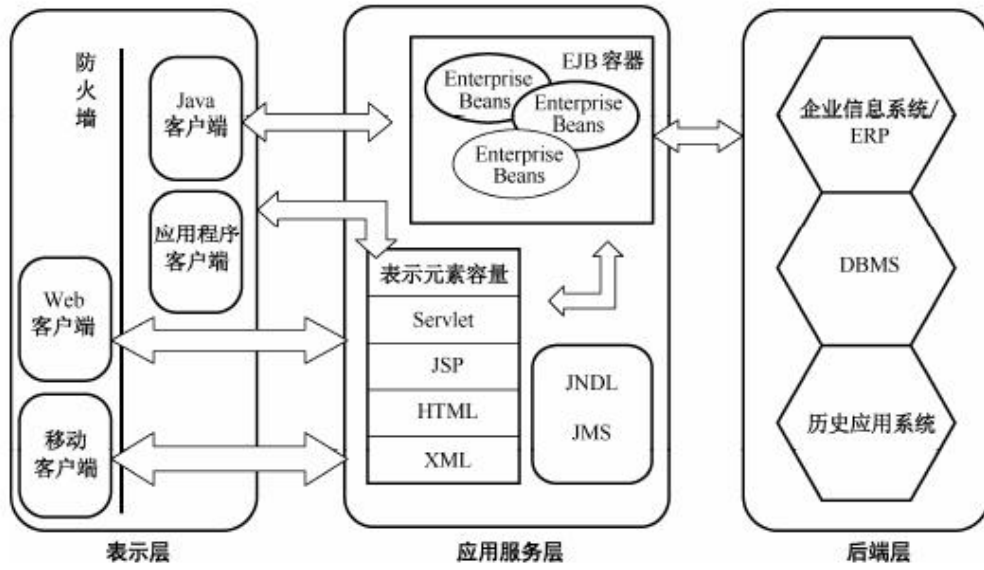 防
火
墙
Java
客户端
应用程序
客户端
Web
客户端
移动
客户端
表示层
EJB 容器
Enterprise
Beans
Enterprise
Beans
Enterprise
Beans
表示元素容量
Servlet
JSP
HTML
XML
JNDL
JMS
应用服务层
企业信息系统/
ERP
DBMS
历史应用系统
后端层